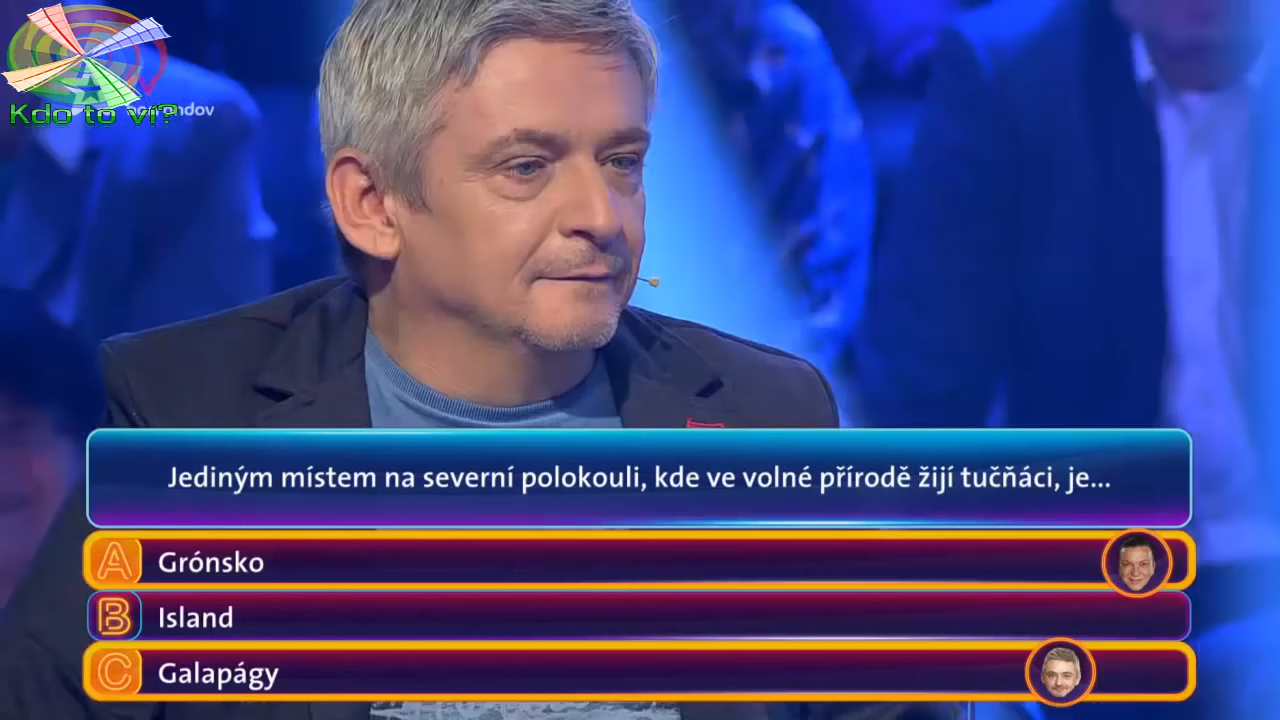 Kdo to ví?
Jediným místem na severní polokouli, kde ve volné přírodě žijí tučňáci, je...
A Grónsko
B Island
C Galapágy